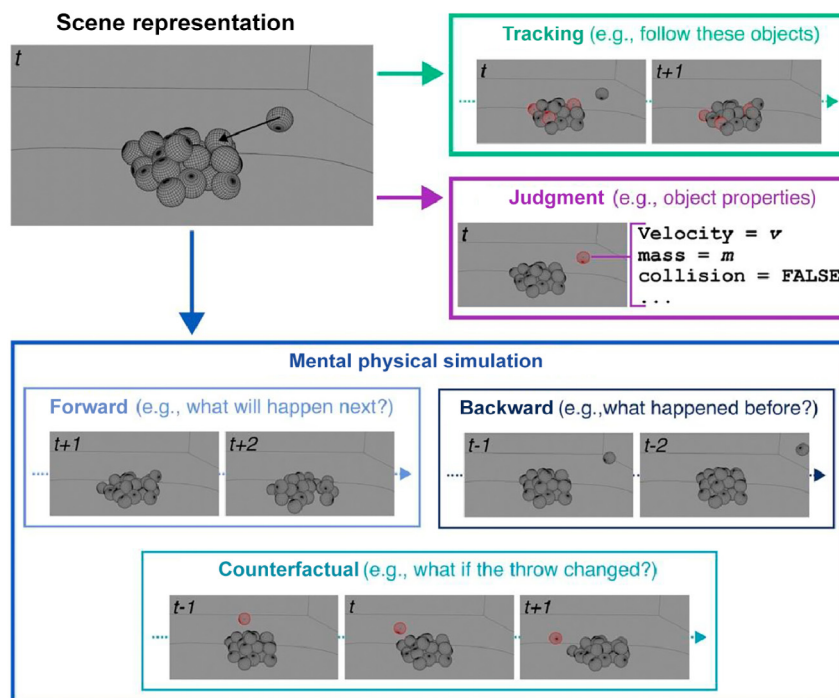 Scene representation
t
Tracking (e.g., follow these objects)
t
t+1
Judgment (e.g., object properties)
t
Velocity = v
mass = m
collision = FALSE
...
Mental physical simulation
Forward (e.g., what will happen next?)
t+1
t+2
Backward (e.g.,what happened before?)
t-1
t-2
Counterfactual (e.g., what if the throw changed?)
t-1
t
t+1